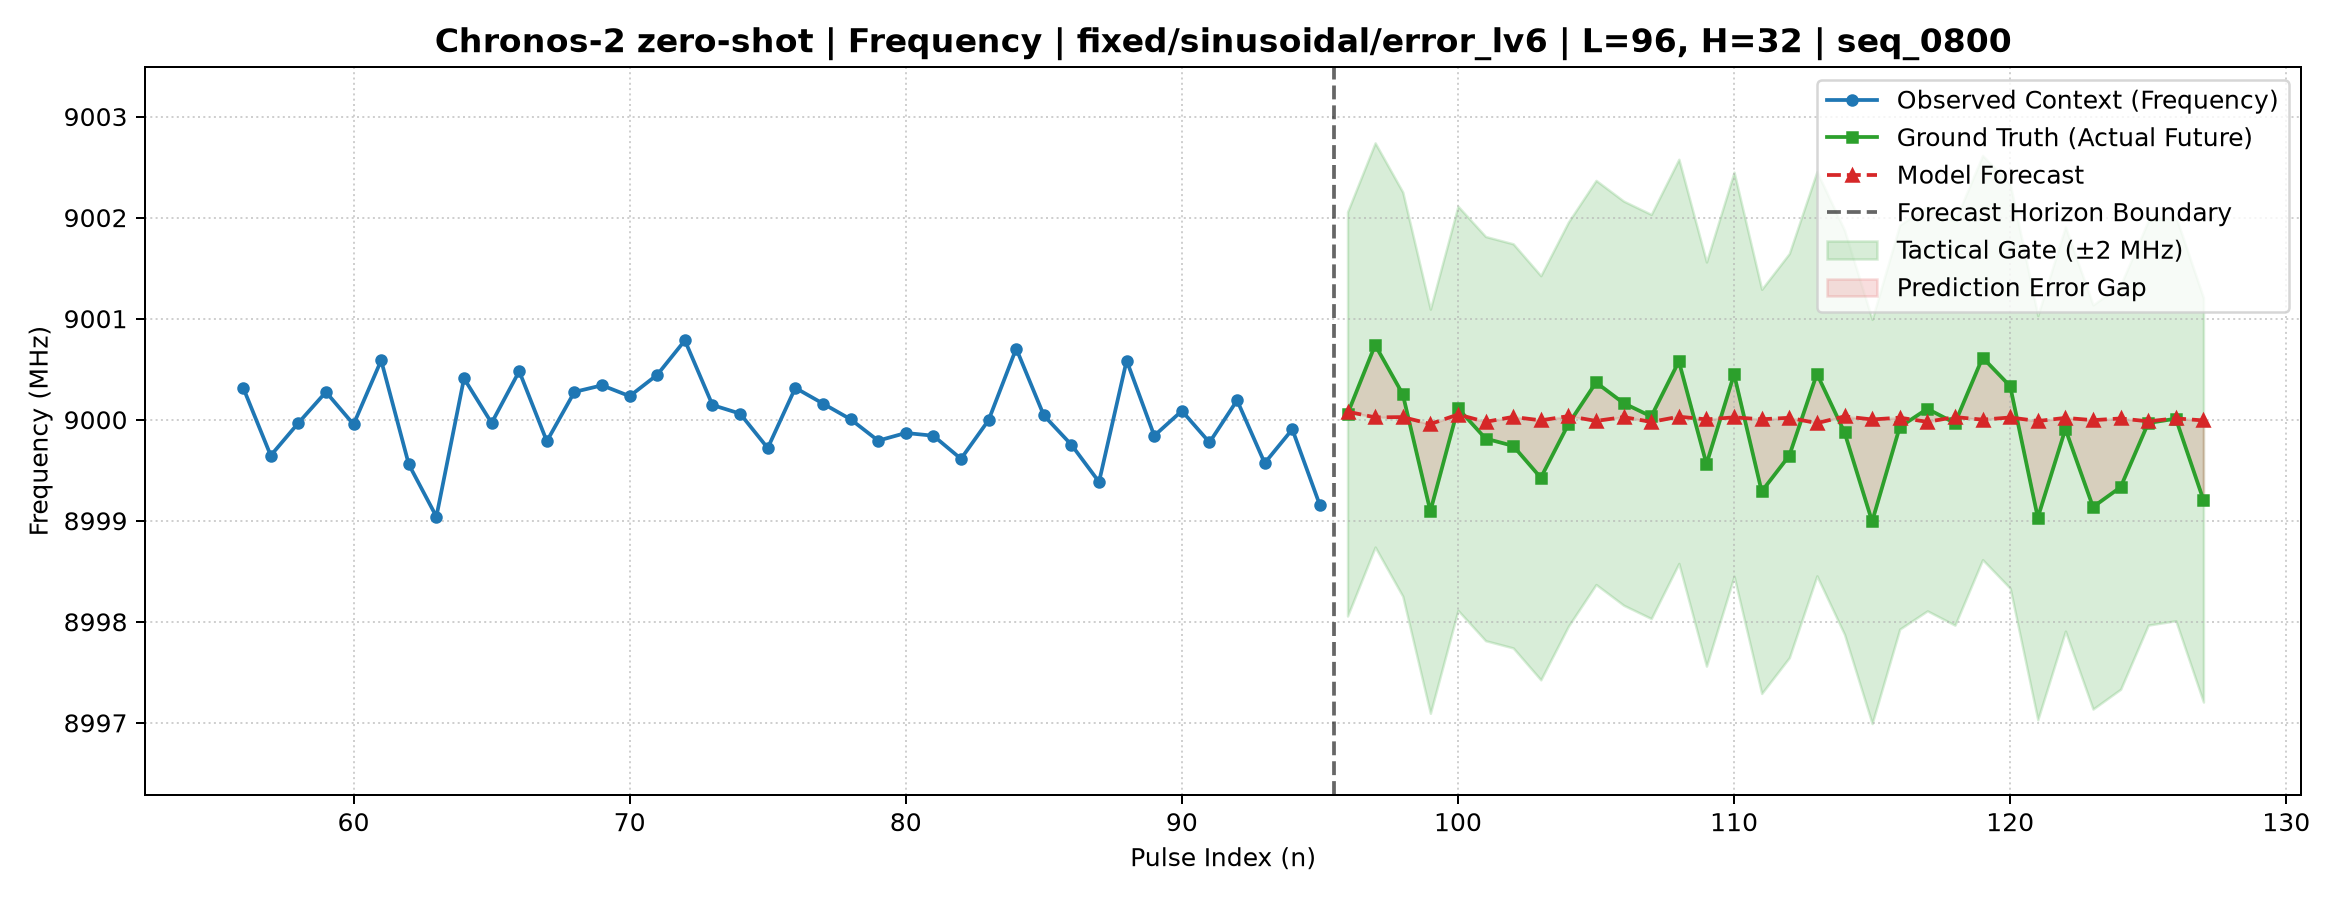 Chronos-2 zero-shot | Frequency | fixed/sinusoidal/error_lv6 | L=96, H=32 | seq_0800
Observed Context (Frequency)
Ground Truth (Actual Future)
Model Forecast
Forecast Horizon Boundary
Tactical Gate (±2 MHz)
Prediction Error Gap
Frequency (MHz)
9003
9002
9001
9000
8999
8998
8997
60 70 80 90 100 110 120 130
Pulse Index (n)